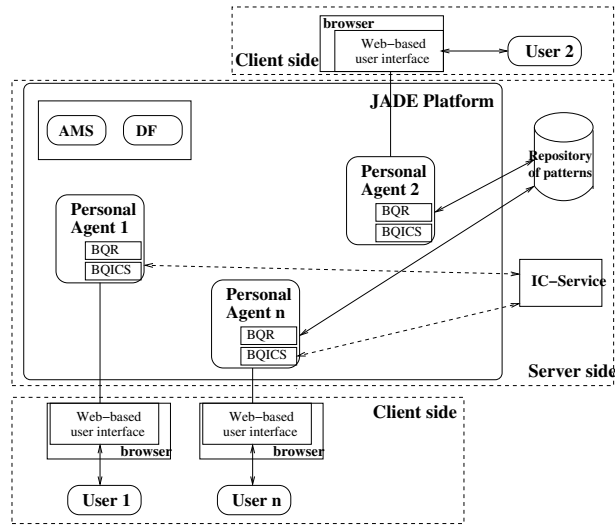 browser
Web-based
user interface
User 2
Client side
JADE Platform
AMS
DF
Repository
of patterns
Personal
Agent 2
BQR
BQICS
Personal
Agent 1
BQR
BQICS
IC-Service
Personal
Agent n
BQR
BQICS
Server side
Client side
Web-based
user interface
browser
Web-based
user interface
browser
User 1
User n